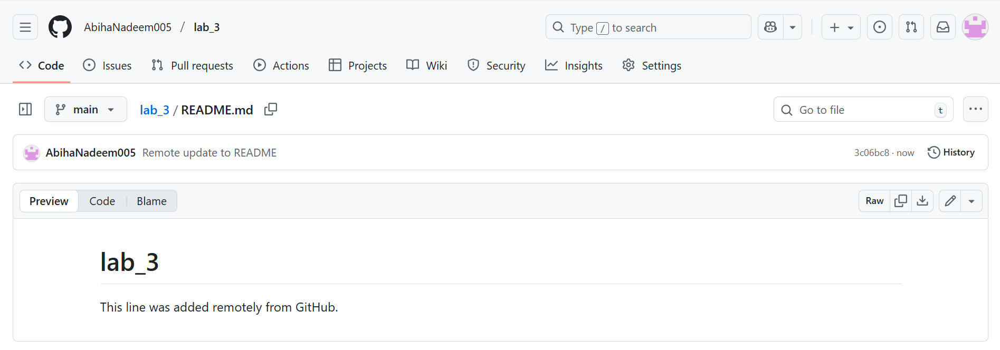 AbihaNadeem005 / lab_3 Type / to search
Code Issues Pull requests Actions Projects Wiki Security Insights Settings
main lab_3 / README.md Go to file t
AbihaNadeem005 Remote update to README 3c06bc8 · now History
Preview Code Blame Raw
lab_3
This line was added remotely from GitHub.